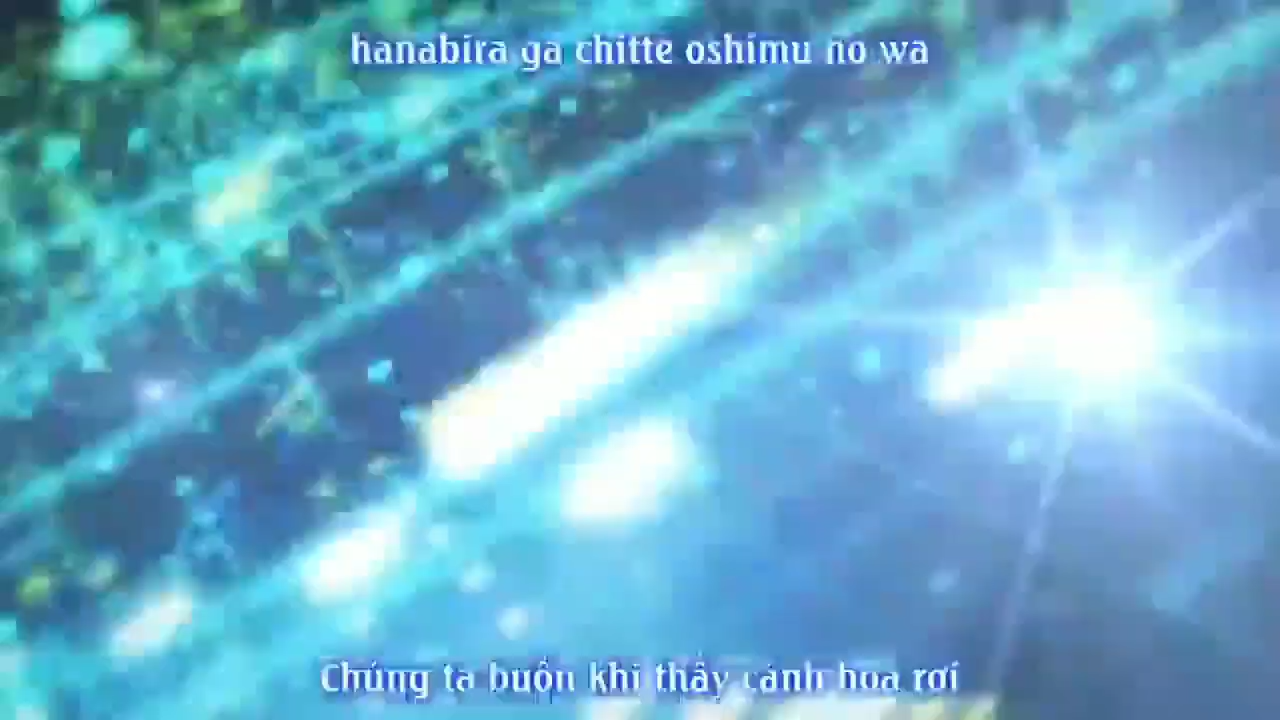 hanabira ga chitte oshimu no wa
Chúng ta buồn khi thấy cánh hoa rơi